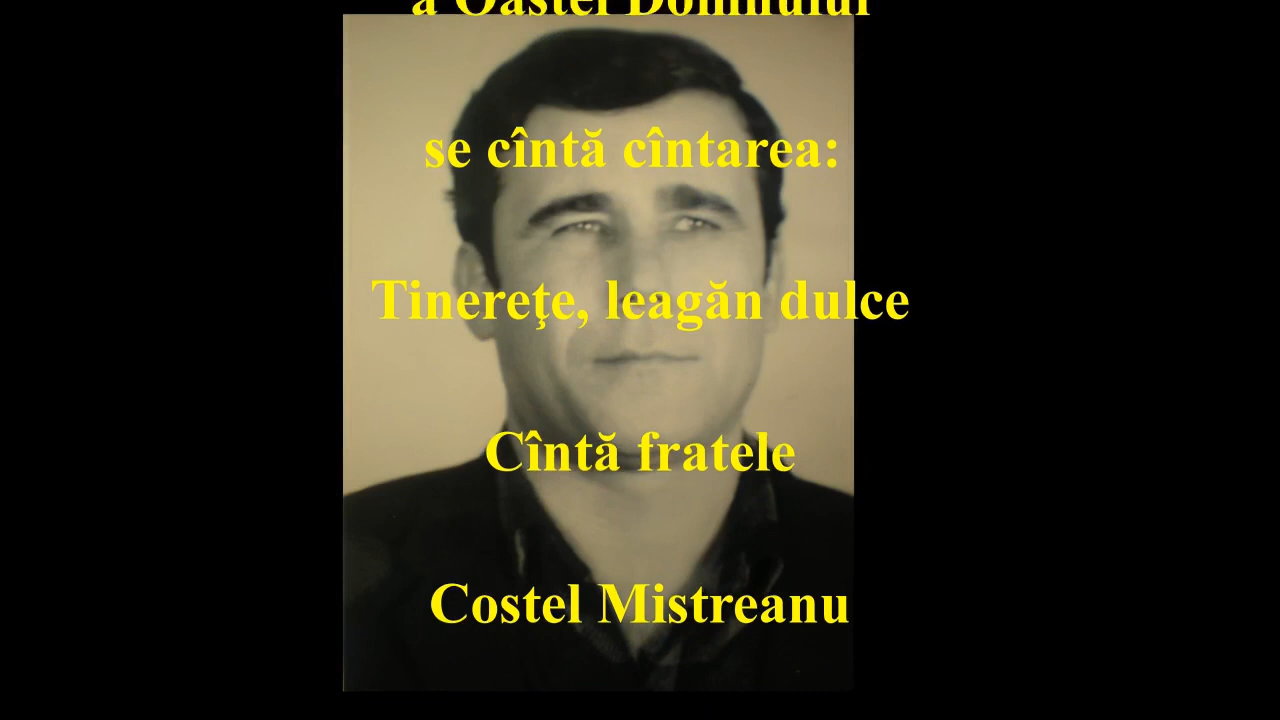 a Oastei Domnului
se cîntă cîntarea:
Tinereţe, leagăn dulce
Cîntă fratele
Costel Mistreanu